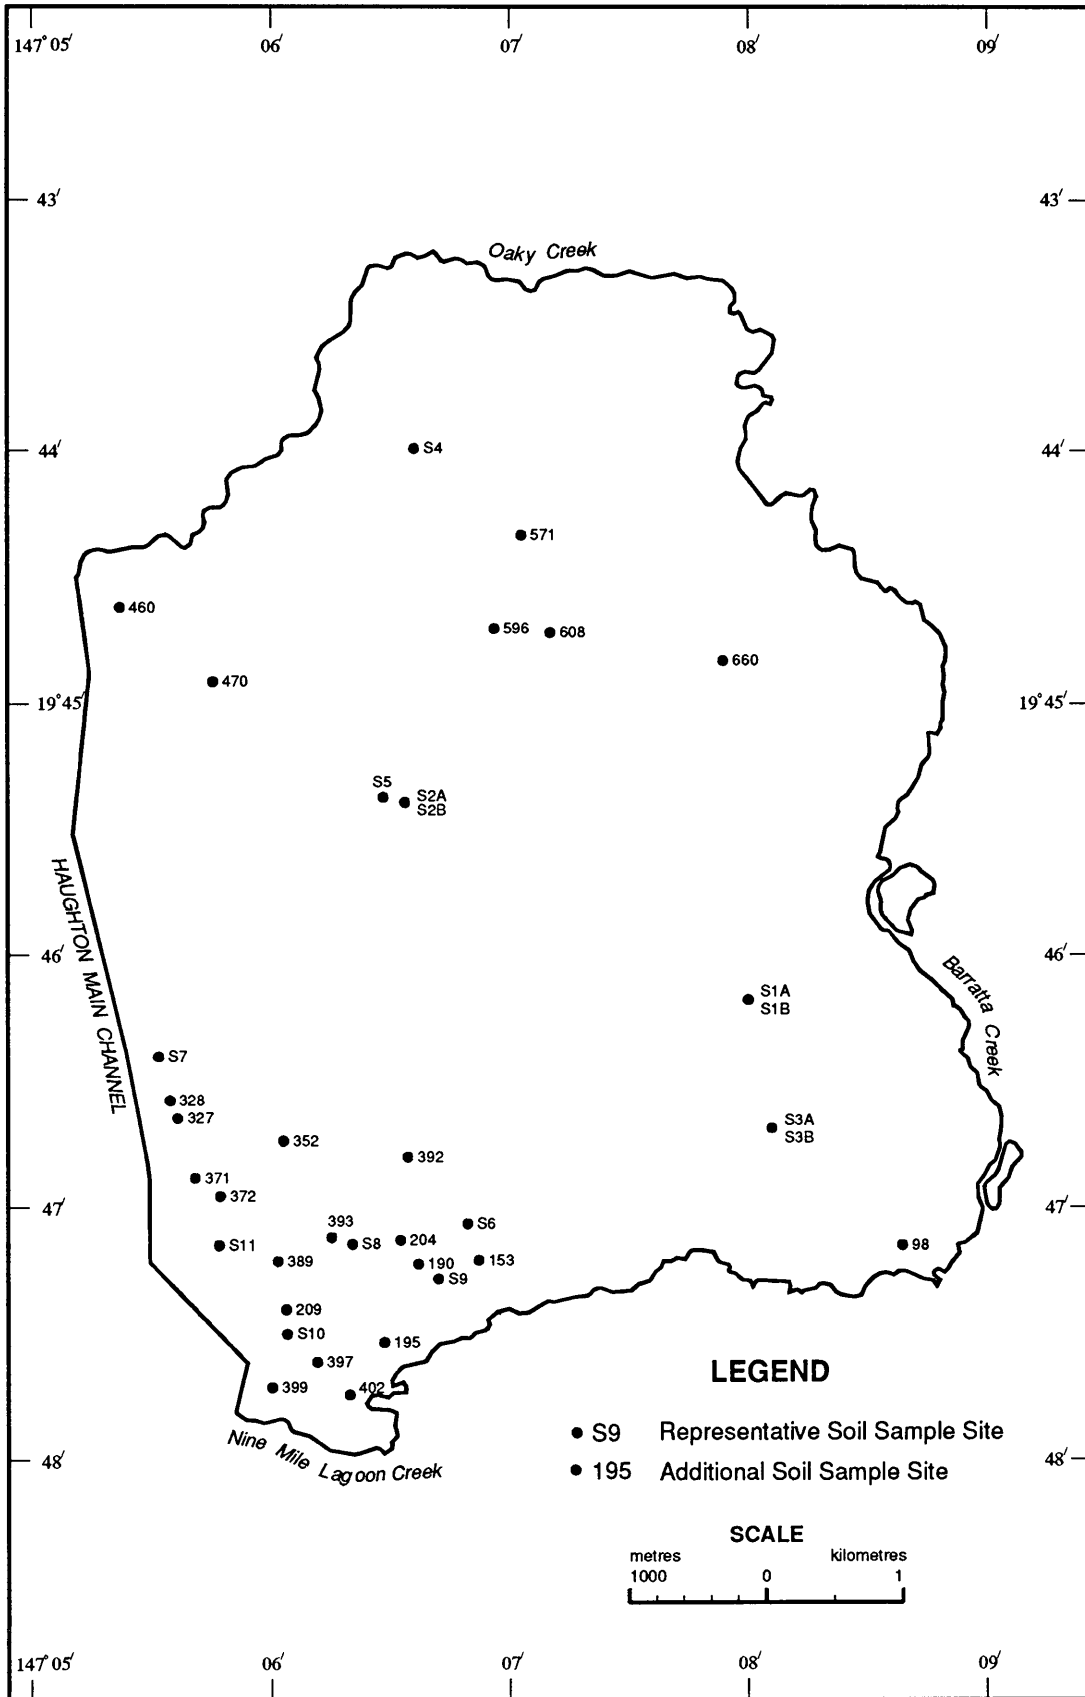 147° 05′ 06′ 07′ 08′ 09′
43′ 43′
Oaky Creek
44′ 44′
S4
571
460
596 608
660
470
19° 45′ 19° 45′
S5 S2A
S2B
HAUGHTON MAIN CHANNEL
46′ 46′
Barratta Creek
S1A
S1B
S7
328
327
S3A
S3B
352
392
371
372
47′ 47′
S6
393
S11 S8 204 98
389 190 153
S9
209
S10
195
397
399 402
LEGEND
S9 Representative Soil Sample Site
Nine Mile Lagoon Creek
48′ 48′
195 Additional Soil Sample Site
SCALE
metres kilometres
1000 0 1
147° 05′ 06′ 07′ 08′ 09′